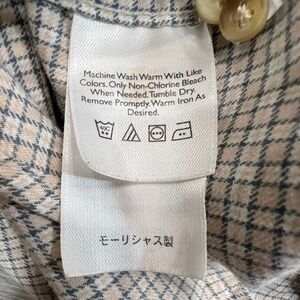 Machine Wash Warm With Like
Colors. Only Non-Chlorine Bleach
When Needed. Tumble Dry.
Remove Promptly. Warm Iron As
Desired.
40C
モーリシャス製